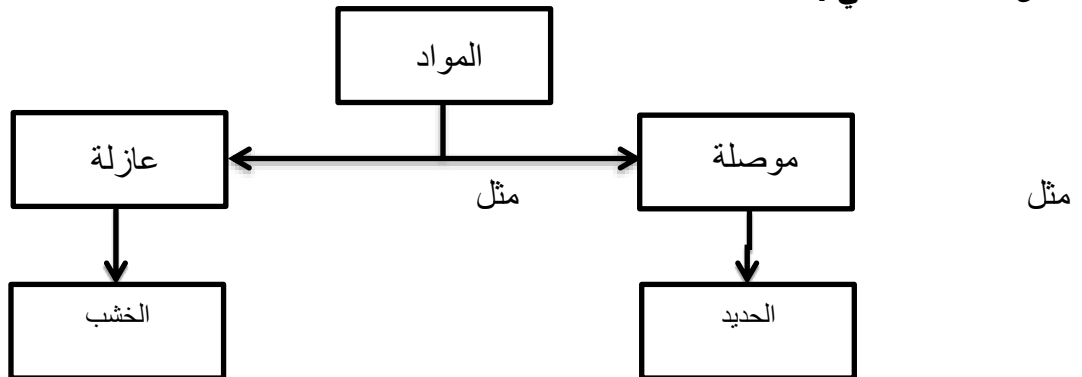 المواد
موصلة
عازلة
مثل
مثل
الحديد
الخشب